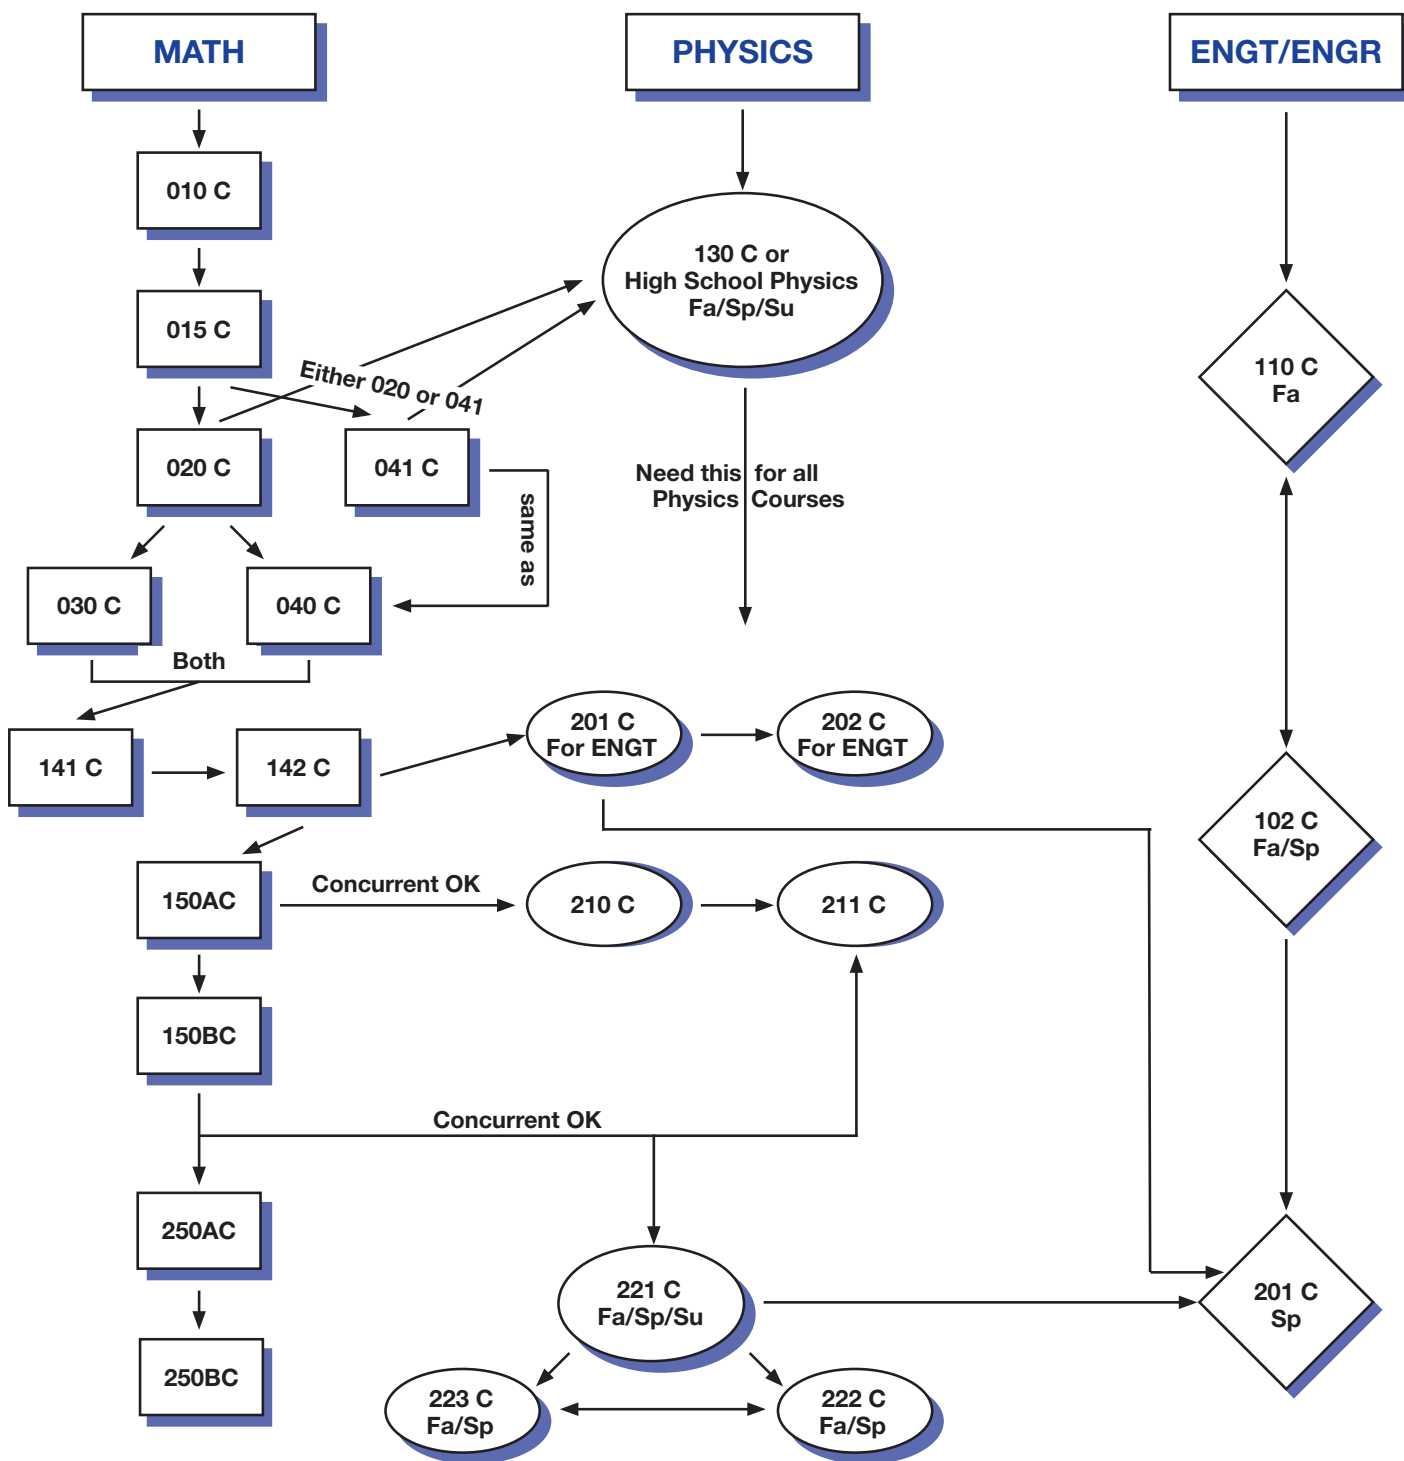 MATH
PHYSICS
ENGT/ENGR
010 C
130 C or
High School Physics
Fa/Sp/Su
015 C
Either 020 or 041
110 C
Fa
020 C
041 C
Need this for all
Physics Courses
same as
030 C
040 C
Both
201 C
For ENGT
202 C
For ENGT
141 C
142 C
102 C
Fa/Sp
150AC
Concurrent OK
210 C
211 C
150BC
Concurrent OK
250AC
221 C
Fa/Sp/Su
201 C
Sp
250BC
223 C
Fa/Sp
222 C
Fa/Sp